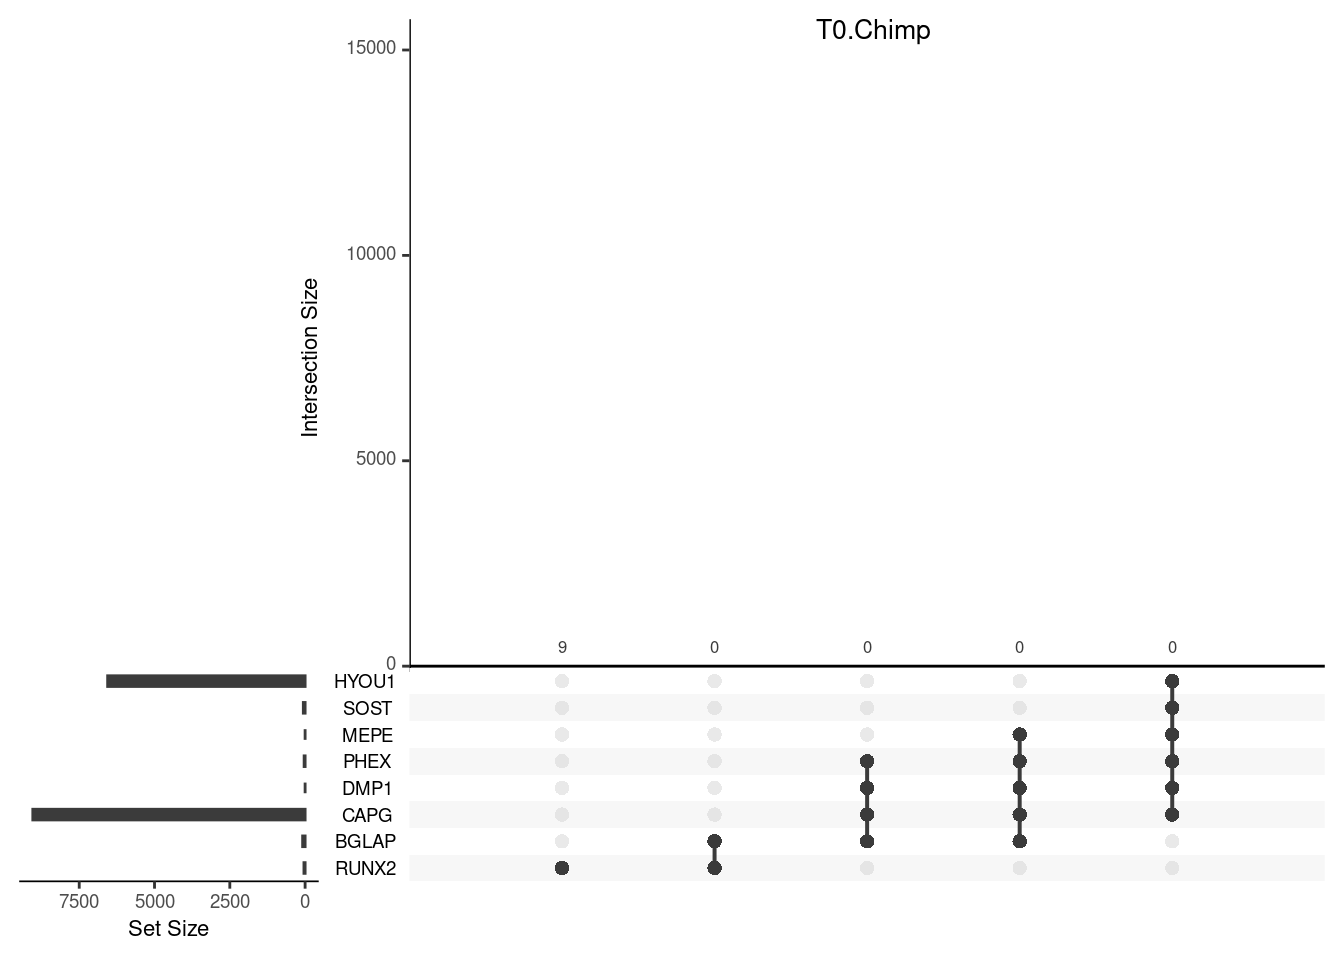 T0.Chimp
15000
10000
5000
0
Intersection Size
9 0 0 0 0
HYOU1
SOST
MEPE
PHEX
DMP1
CAPG
BGLAP
RUNX2
7500 5000 2500 0
Set Size